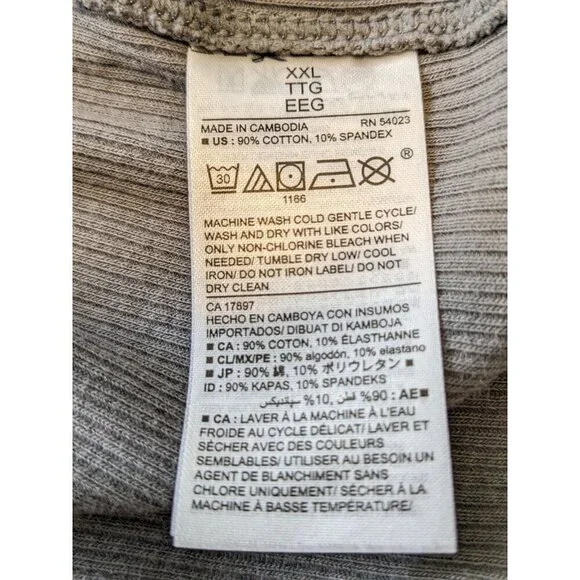 XXL
TTG
EEG
MADE IN CAMBODIA RN 54023
■ US : 90% COTTON, 10% SPANDEX
30 ®
1166
MACHINE WASH COLD GENTLE CYCLE/
WASH AND DRY WITH LIKE COLORS/
ONLY NON-CHLORINE BLEACH WHEN
NEEDED/ TUMBLE DRY LOW/ COOL
IRON/ DO NOT IRON LABEL/ DO NOT
DRY CLEAN
CA 17897
HECHO EN CAMBOYA CON INSUMOS
IMPORTADOS/ DIBUAT DI KAMBOJA
■ CA : 90% COTON, 10% ÉLASTHANNE
■ CL/MX/PE : 90% algodón, 10% elastano
■ JP : 90% 綿, 10% ポリウレタン
ID : 90% KAPAS, 10% SPANDEKS
■ AE : 90% قطن, 10% سپنديكس
■ CA : LAVER À LA MACHINE À L'EAU
FROIDE AU CYCLE DÉLICAT/ LAVER ET
SÉCHER AVEC DES COULEURS
SEMBLABLES/ UTILISER AU BESOIN UN
AGENT DE BLANCHIMENT SANS
CHLORE UNIQUEMENT/ SÉCHER À LA
MACHINE À BASSE TEMPÉRATURE/